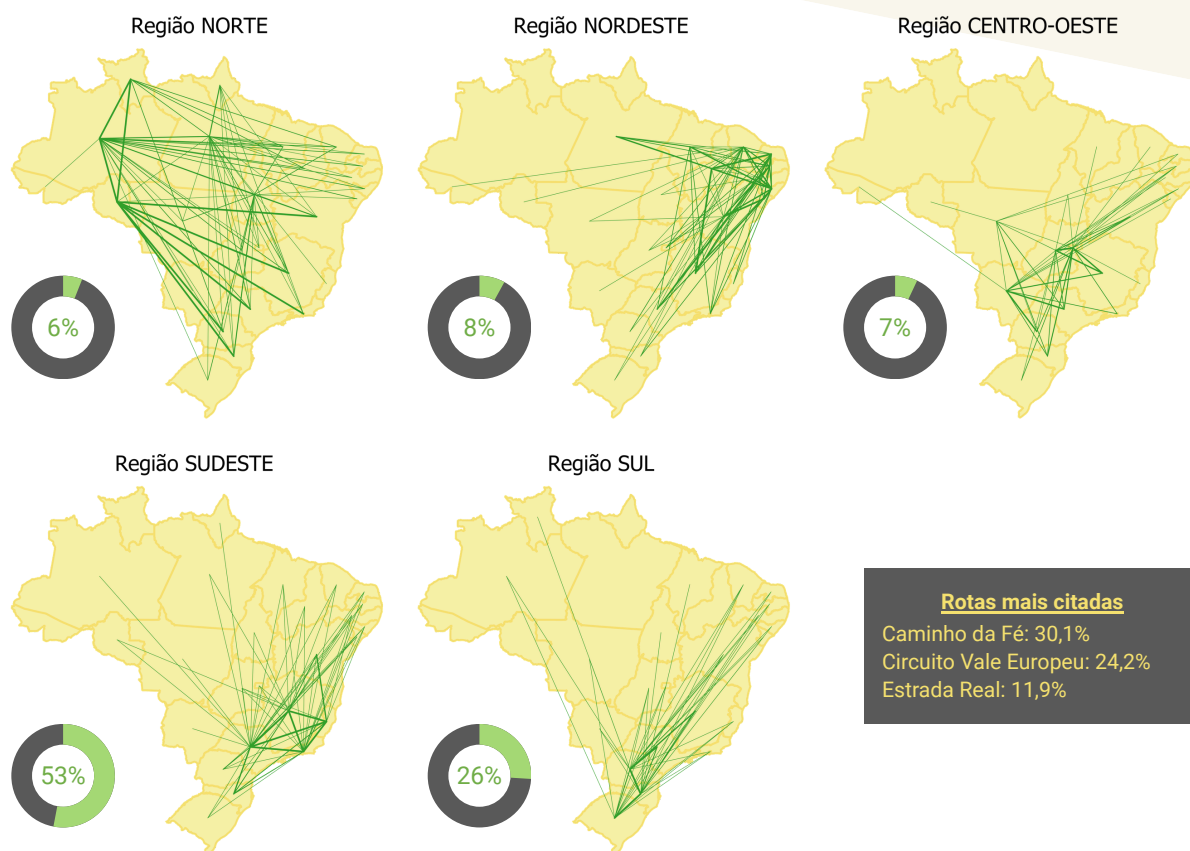 Região NORTE
Região NORDESTE
Região CENTRO-OESTE
6%
8%
7%
Região SUDESTE
Região SUL
53%
26%
Rotas mais citadas
Caminho da Fé: 30,1%
Circuito Vale Europeu: 24,2%
Estrada Real: 11,9%